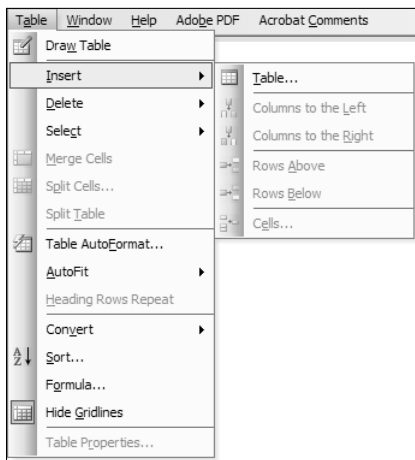 Table Window Help Adobe PDF Acrobat Comments
Draw Table
Insert
Delete
Select
Merge Cells
Split Cells...
Split Table
Table AutoFormat...
AutoFit
Heading Rows Repeat
Convert
Sort...
Formula...
Hide Gridlines
Table Properties...
Table...
Columns to the Left
Columns to the Right
Rows Above
Rows Below
Cells...